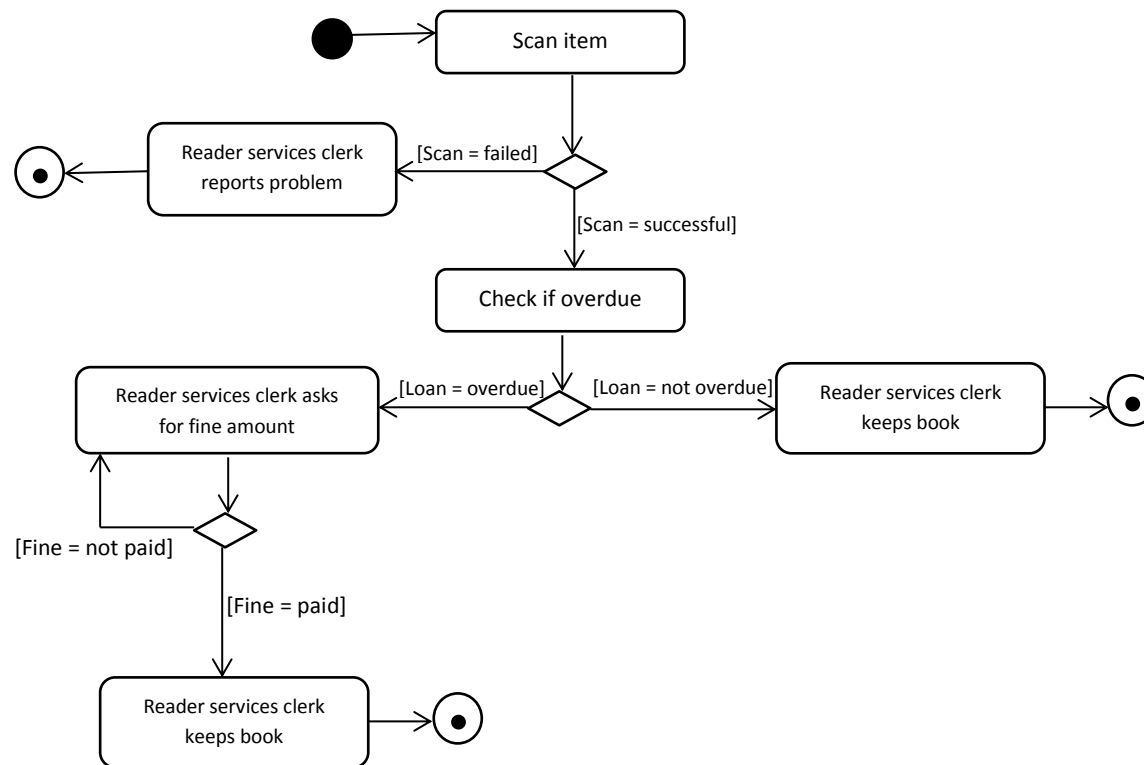 Scan item
Reader services clerk
reports problem
[Scan = failed]
[Scan = successful]
Check if overdue
Reader services clerk asks
for fine amount
[Loan = overdue]
[Loan = not overdue]
Reader services clerk
keeps book
[Fine = not paid]
[Fine = paid]
Reader services clerk
keeps book